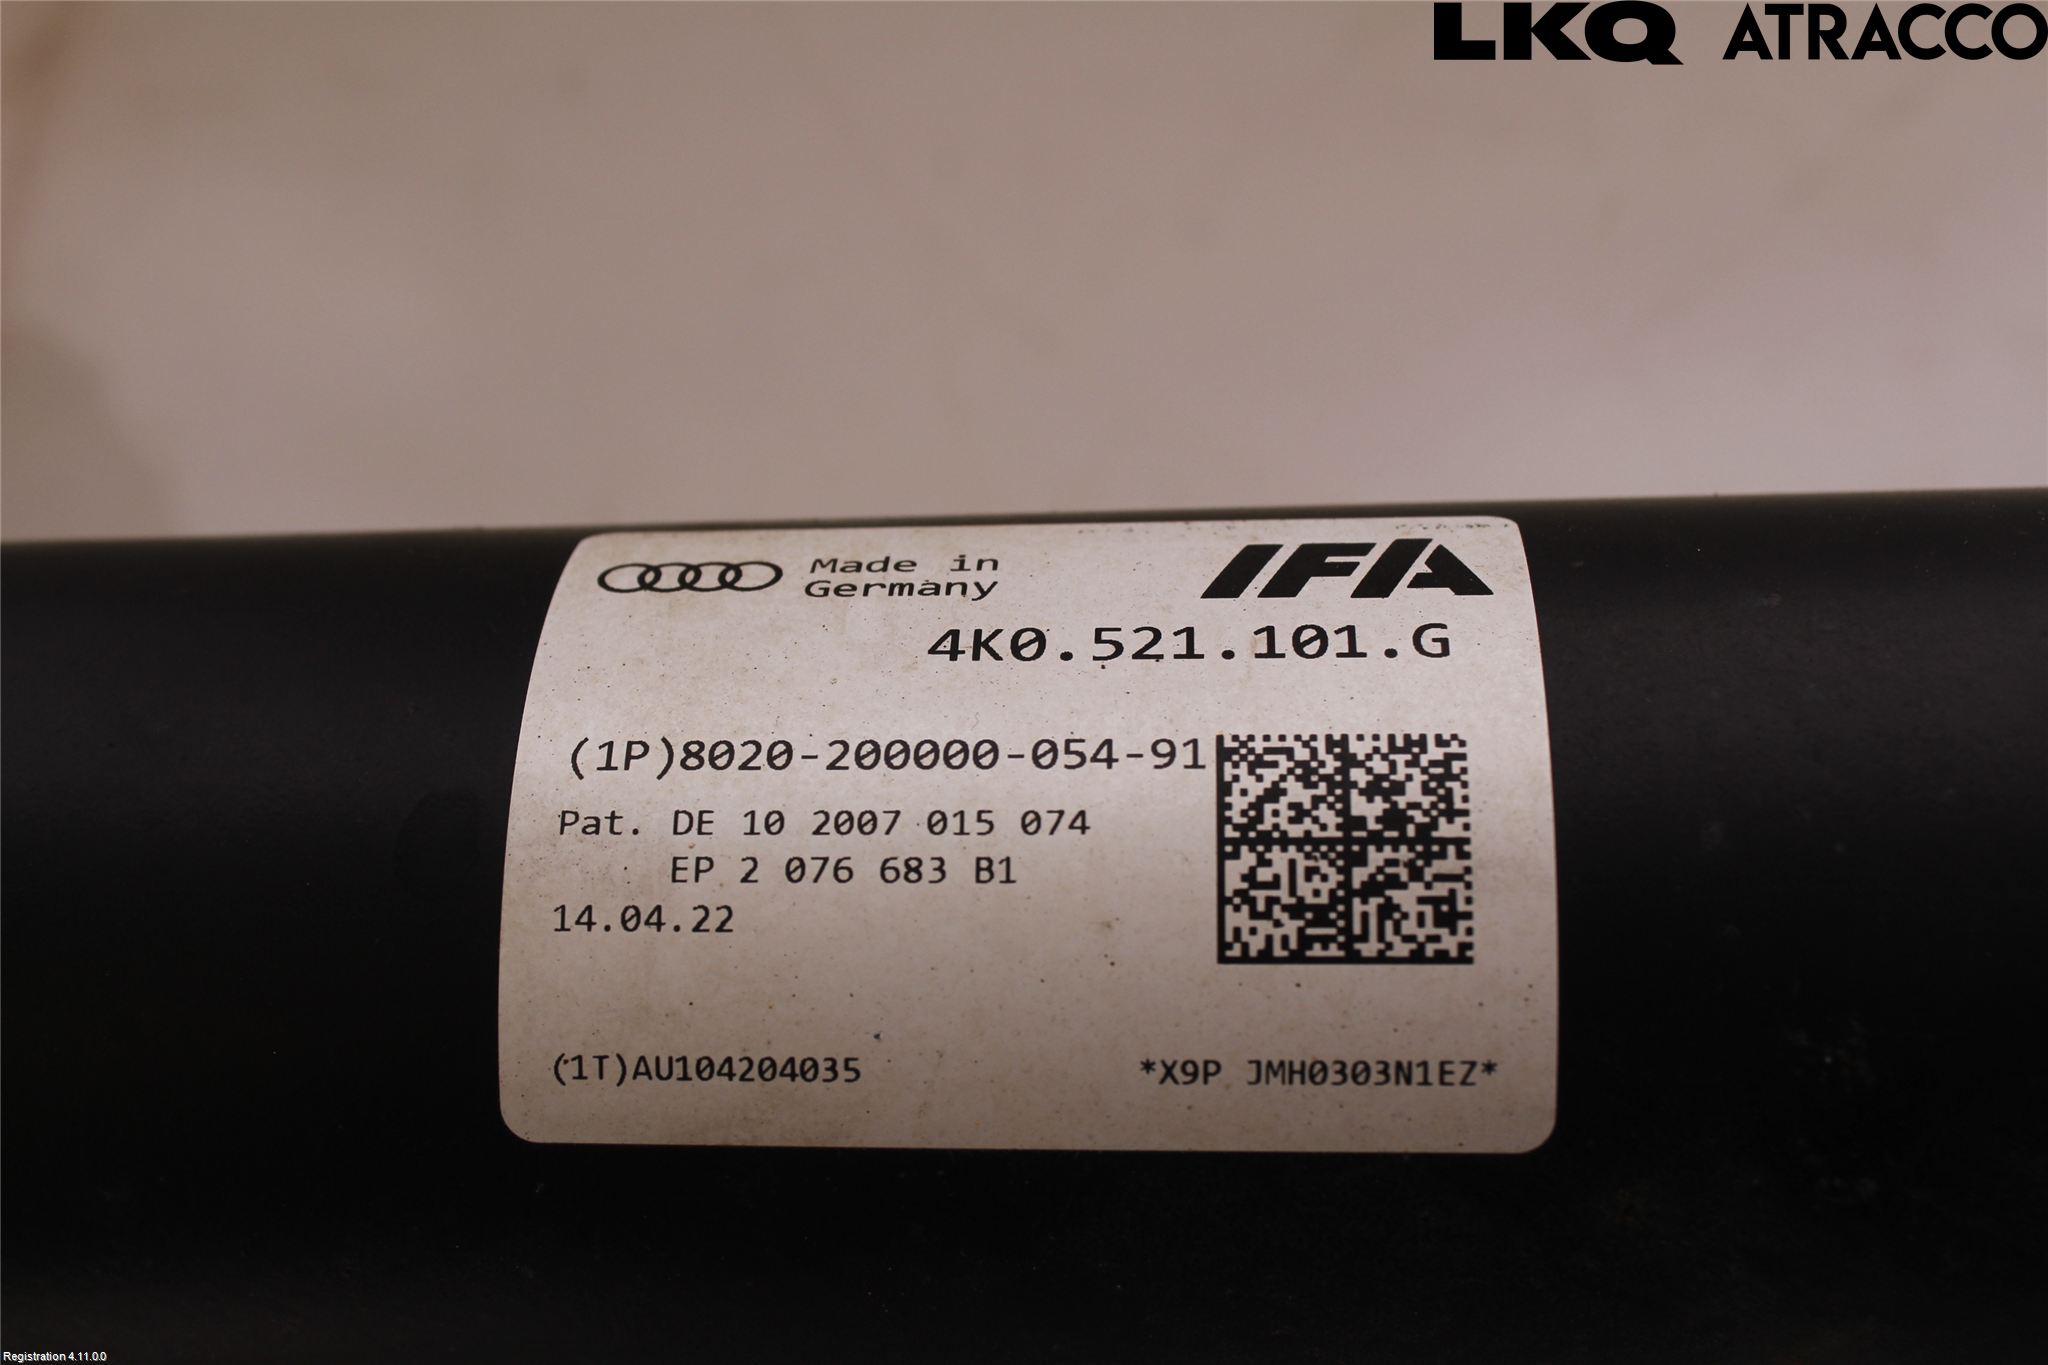 LKQ ATRACCO
Made in
Germany
IFA
4K0.521.101.G
(1P)8020-200000-054-91
Pat. DE 10 2007 015 074
EP 2 076 683 B1
14.04.22
(1T)AU104204035
*X9P JMH0303N1EZ*
Registration 4.11.0.0